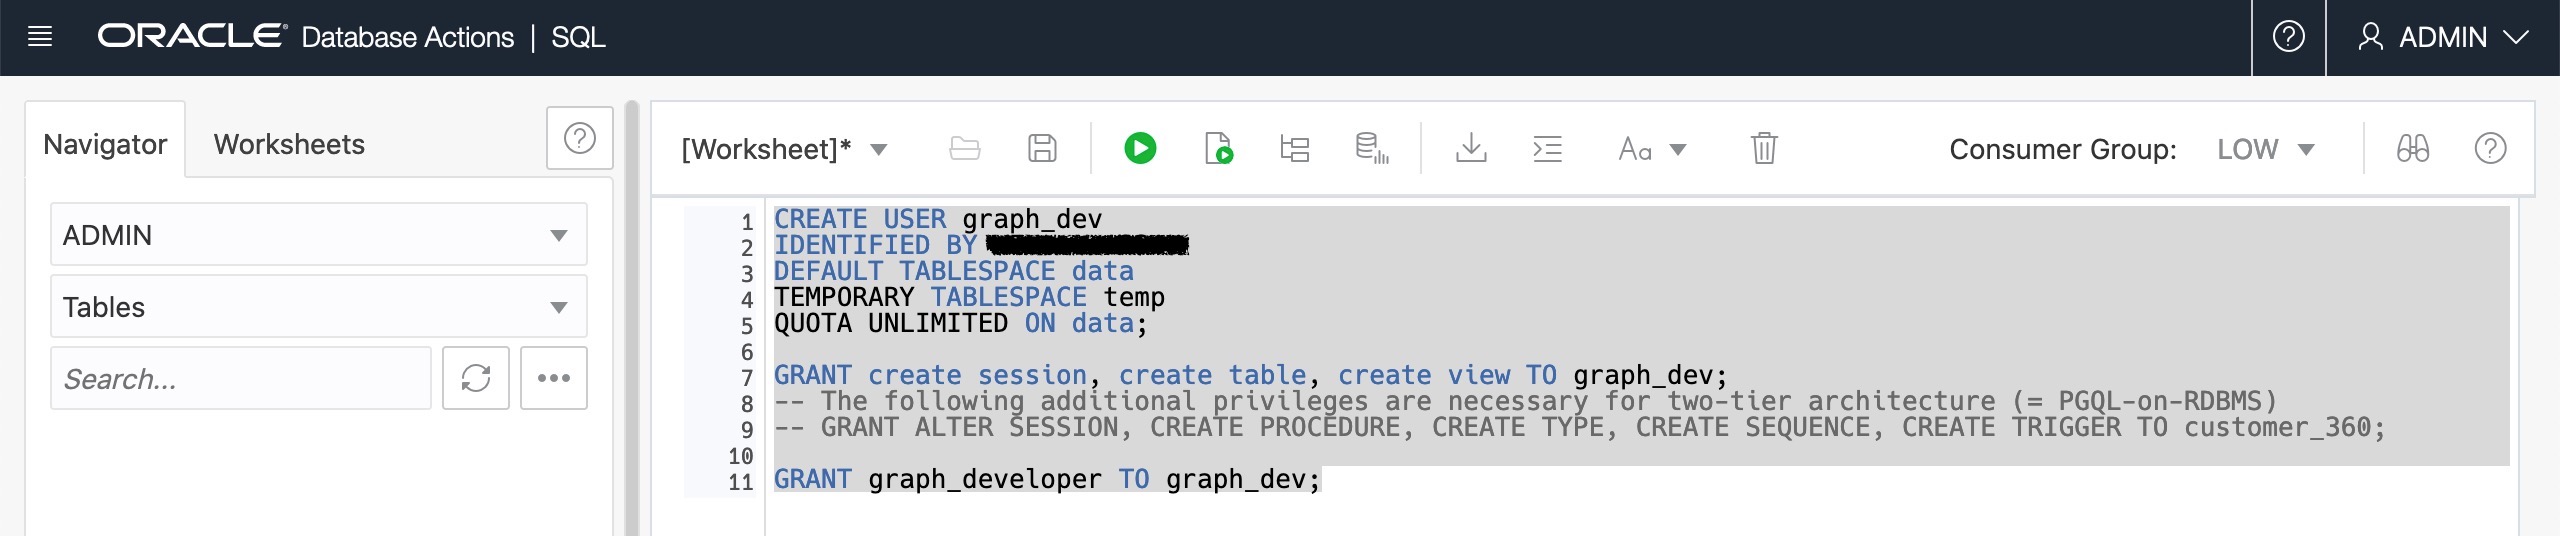 ORACLE Database Actions | SQL
ADMIN
Navigator
Worksheets
[Worksheet]*
Aa
Consumer Group: LOW
ADMIN
Tables
Search...
1 CREATE USER graph_dev
2 IDENTIFIED BY
3 DEFAULT TABLESPACE data
4 TEMPORARY TABLESPACE temp
5 QUOTA UNLIMITED ON data;
6
7 GRANT create session, create table, create view TO graph_dev;
8 -- The following additional privileges are necessary for two-tier architecture (= PGQL-on-RDBMS)
9 -- GRANT ALTER SESSION, CREATE PROCEDURE, CREATE TYPE, CREATE SEQUENCE, CREATE TRIGGER TO customer_360;
10
11 GRANT graph_developer TO graph_dev;